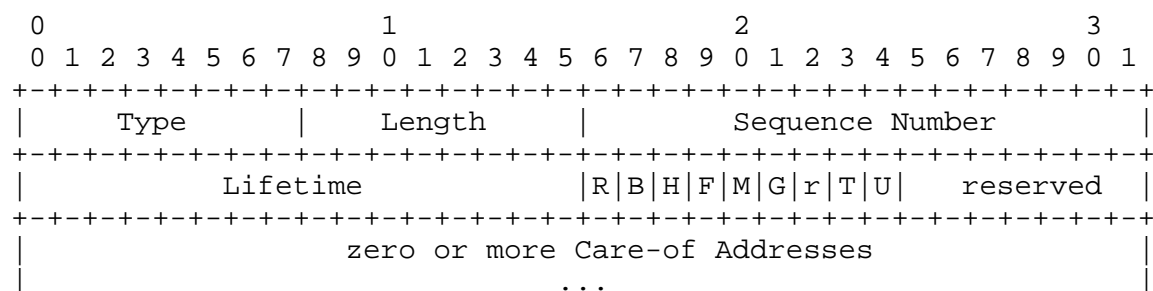 0                   1                   2                   3
 0 1 2 3 4 5 6 7 8 9 0 1 2 3 4 5 6 7 8 9 0 1 2 3 4 5 6 7 8 9 0 1
+-+-+-+-+-+-+-+-+-+-+-+-+-+-+-+-+-+-+-+-+-+-+-+-+-+-+-+-+-+-+-+-+
|     Type      |    Length     |        Sequence Number        |
+-+-+-+-+-+-+-+-+-+-+-+-+-+-+-+-+-+-+-+-+-+-+-+-+-+-+-+-+-+-+-+-+
|           Lifetime            |R|B|H|F|M|G|r|T|U|   reserved  |
+-+-+-+-+-+-+-+-+-+-+-+-+-+-+-+-+-+-+-+-+-+-+-+-+-+-+-+-+-+-+-+-+
|                  zero or more Care-of Addresses               |
|                              ...                              |